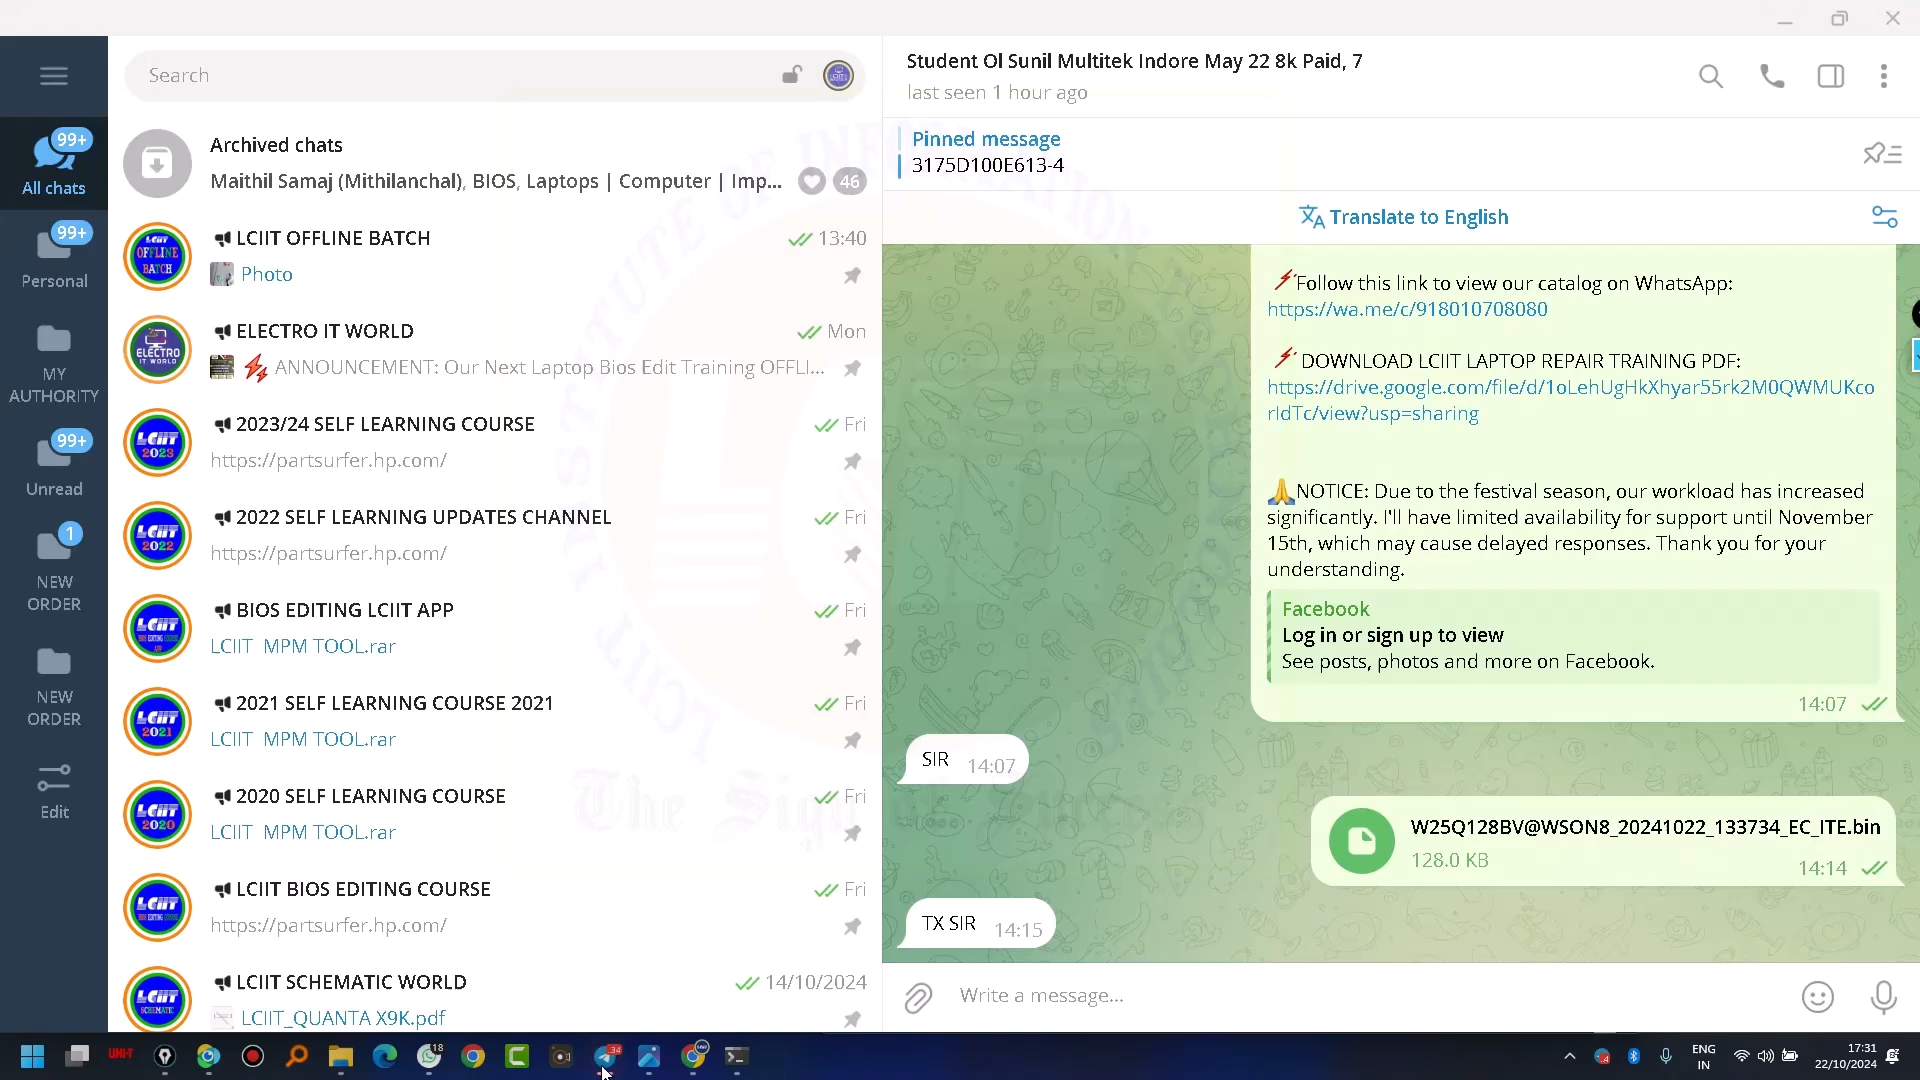 Search
99+
All chats
99+
Personal
MY
AUTHORITY
99+
Unread
1
NEW
ORDER
NEW
ORDER
Edit
Archived chats
Maithil Samaj (Mithilanchal), BIOS, Laptops | Computer | Imp...
46
LCIIT OFFLINE BATCH
13:40
Photo
ELECTRO IT WORLD
Mon
ANNOUNCEMENT: Our Next Laptop Bios Edit Training OFFLI...
2023/24 SELF LEARNING COURSE
Fri
https://partsurfer.hp.com/
2022 SELF LEARNING UPDATES CHANNEL
Fri
https://partsurfer.hp.com/
BIOS EDITING LCIIT APP
Fri
LCIIT MPM TOOL.rar
2021 SELF LEARNING COURSE 2021
Fri
LCIIT MPM TOOL.rar
2020 SELF LEARNING COURSE
Fri
LCIIT MPM TOOL.rar
LCIIT BIOS EDITING COURSE
Fri
https://partsurfer.hp.com/
LCIIT SCHEMATIC WORLD
14/10/2024
LCIIT_QUANTA X9K.pdf
Student Ol Sunil Multitek Indore May 22 8k Paid, 7
last seen 1 hour ago
Pinned message
3175D100E613-4
Translate to English
Follow this link to view our catalog on WhatsApp:
https://wa.me/c/918010708080
DOWNLOAD LCIIT LAPTOP REPAIR TRAINING PDF:
https://drive.google.com/file/d/1oLehUgHkXhyar55rk2M0QWMUKco
rIdTc/view?usp=sharing
🙏NOTICE: Due to the festival season, our workload has increased
significantly. I'll have limited availability for support until November
15th, which may cause delayed responses. Thank you for your
understanding.
Facebook
Log in or sign up to view
See posts, photos and more on Facebook.
14:07
SIR 14:07
W25Q128BV@WSON8_20241022_133734_EC_ITE.bin
128.0 KB
14:14
TX SIR 14:15
Write a message...
UNI-T
18
34
ENG
IN
17:31
22/10/2024